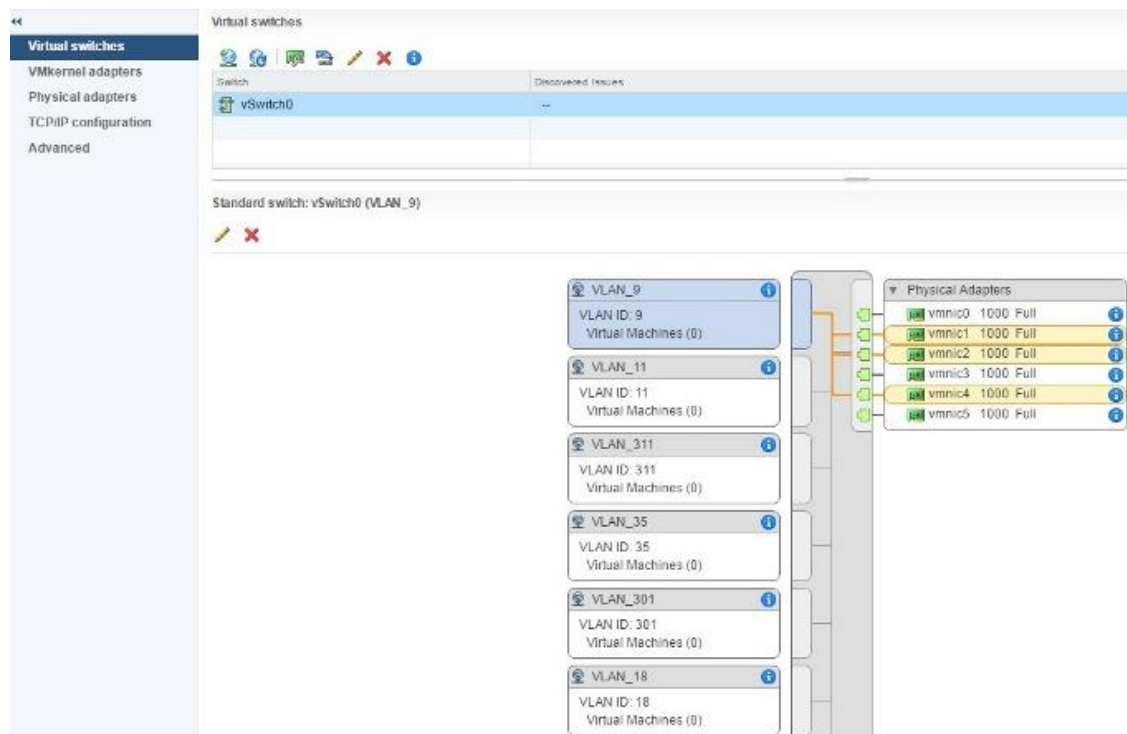 Virtual switches
VMkernel adapters
Physical adapters
TCP/IP configuration
Advanced
Virtual switches
Switch
Discovered Issues
vSwitch0
--
Standard switch: vSwitch0 (VLAN_9)
VLAN_9
VLAN ID: 9
Virtual Machines (0)
VLAN_11
VLAN ID: 11
Virtual Machines (0)
VLAN_311
VLAN ID: 311
Virtual Machines (0)
VLAN_35
VLAN ID: 35
Virtual Machines (0)
VLAN_301
VLAN ID: 301
Virtual Machines (0)
VLAN_18
VLAN ID: 18
Virtual Machines (0)
Physical Adapters
vmnic0 1000 Full
vmnic1 1000 Full
vmnic2 1000 Full
vmnic3 1000 Full
vmnic4 1000 Full
vmnic5 1000 Full